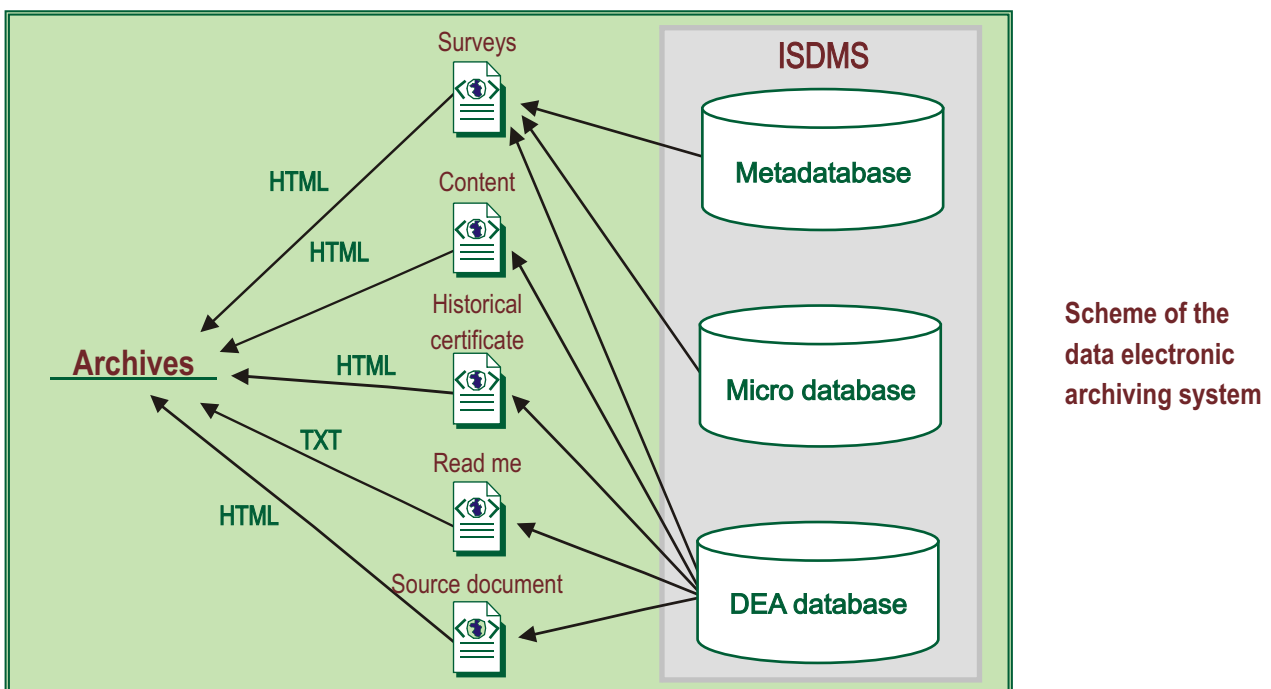 Surveys
ISDMS
Metadatabase
HTML
Content
HTML
Historical
certificate
Scheme of the
data electronic
archiving system
Archives
HTML
Micro database
TXT
Read me
HTML
Source document
DEA database